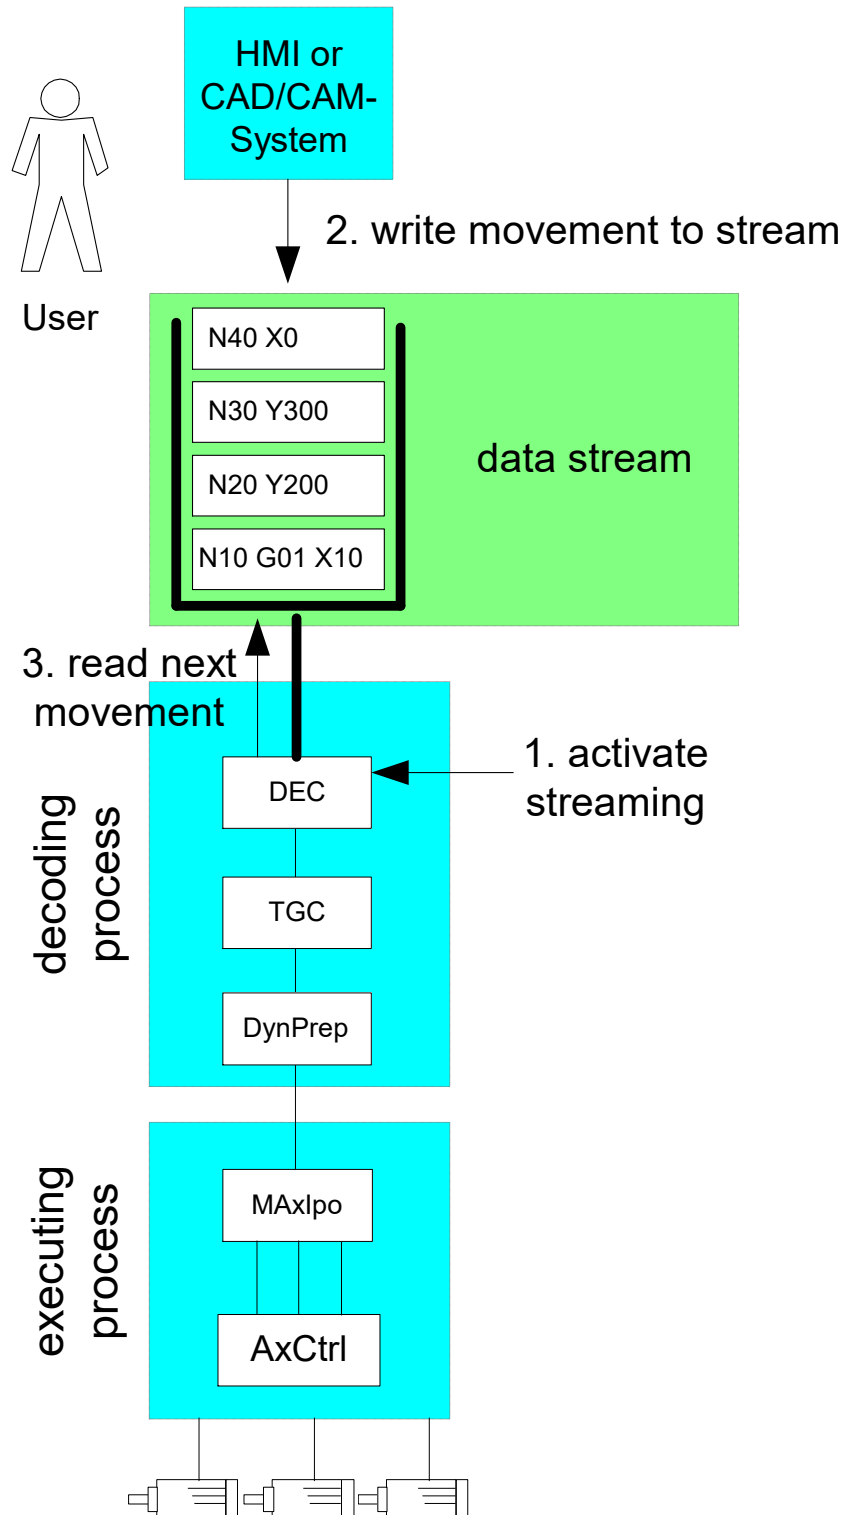 HMI or
CAD/CAM-
System
2. write movement to stream
User
N40 X0
N30 Y300
N20 Y200
N10 G01 X10
data stream
3. read next
movement
1. activate
streaming
decoding
process
DEC
TGC
DynPrep
executing
process
MAxIpo
AxCtrl